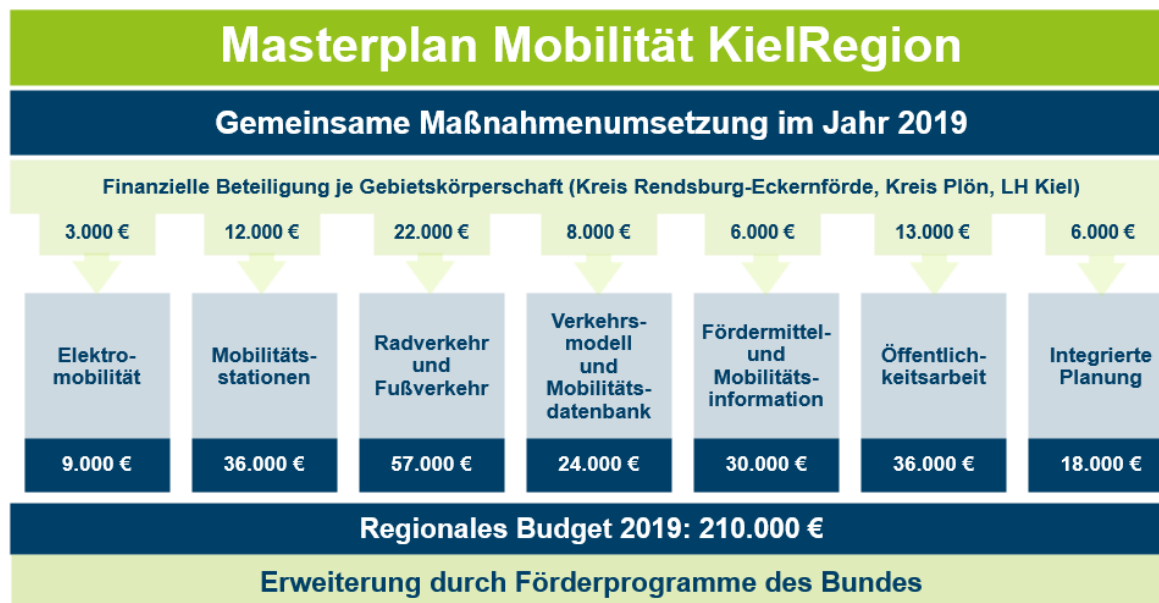 Masterplan Mobilität KielRegion
Gemeinsame Maßnahmenumsetzung im Jahr 2019
Finanzielle Beteiligung je Gebietskörperschaft (Kreis Rendsburg-Eckernförde, Kreis Plön, LH Kiel)
3.000 €
12.000 €
22.000 €
8.000 €
6.000 €
13.000 €
6.000 €
Elektro-
mobilität
Mobilitäts-
stationen
Radverkehr
und
Fußverkehr
Verkehrs-
modell
und
Mobilitäts-
datenbank
Fördermittel-
und
Mobilitäts-
information
Öffentlich-
keitsarbeit
Integrierte
Planung
9.000 €
36.000 €
57.000 €
24.000 €
30.000 €
36.000 €
18.000 €
Regionales Budget 2019: 210.000 €
Erweiterung durch Förderprogramme des Bundes